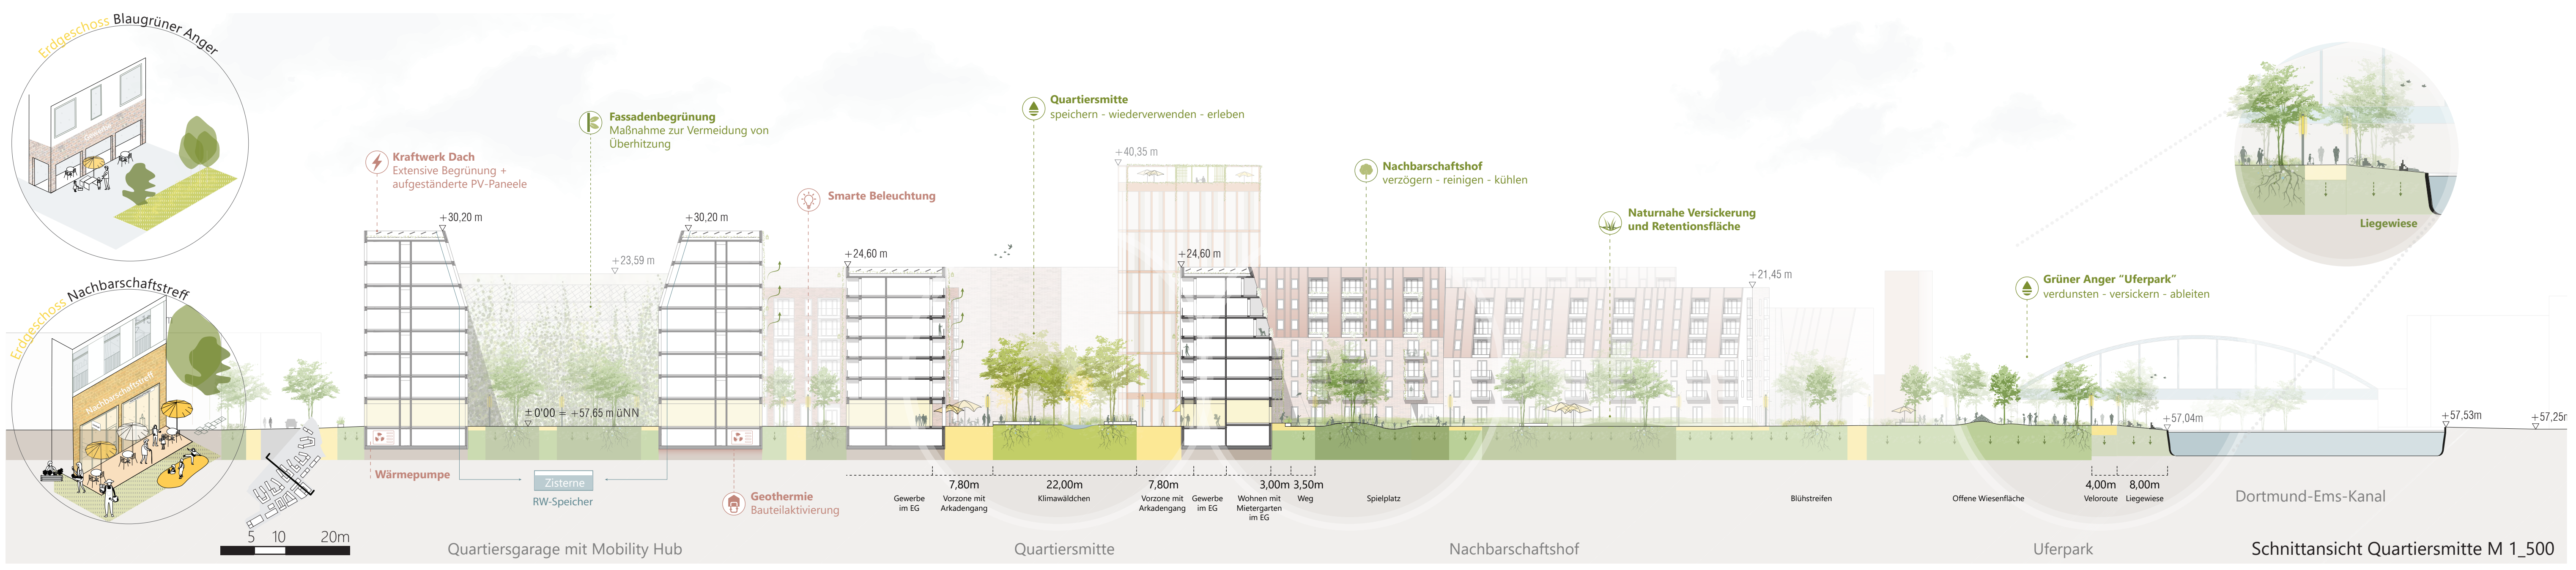 Erdgeschoss Blaugrüner Anger
Gewerbe
Erdgeschoss Nachbarschaftstreff
Nachbarschaftstreff
5 10 20m
Kraftwerk Dach
Extensive Begrünung +
aufgeständerte PV-Paneele
+30,20 m
Fassadenbegrünung
Maßnahme zur Vermeidung von
Überhitzung
+23,59 m
+30,20 m
± 0'00 = +57.65 m üNN
Wärmepumpe
Zisterne
RW-Speicher
Geothermie
Bauteilaktivierung
Smarte Beleuchtung
+24,60 m
Quartiersmitte
speichern - wiederverwenden - erleben
+40,35 m
+24,60 m
Nachbarschaftshof
verzögern - reinigen - kühlen
Naturnahe Versickerung
und Retentionsfläche
+21,45 m
Grüner Anger "Uferpark"
verdunsten - versickern - ableiten
Liegewiese
+57,04m
+57,53m
+57,25m
7,80m 22,00m 7,80m 3,00m 3,50m 4,00m 8,00m
Gewerbe
im EG
Vorzone mit
Arkadengang
Klimawäldchen
Vorzone mit
Arkadengang
Gewerbe
im EG
Wohnen mit
Mietergarten
im EG
Weg
Spielplatz
Blühstreifen
Offene Wiesenfläche
Veloroute
Liegewiese
Dortmund-Ems-Kanal
Quartiersgarage mit Mobility Hub
Quartiersmitte
Nachbarschaftshof
Uferpark
Schnittansicht Quartiersmitte M 1_500